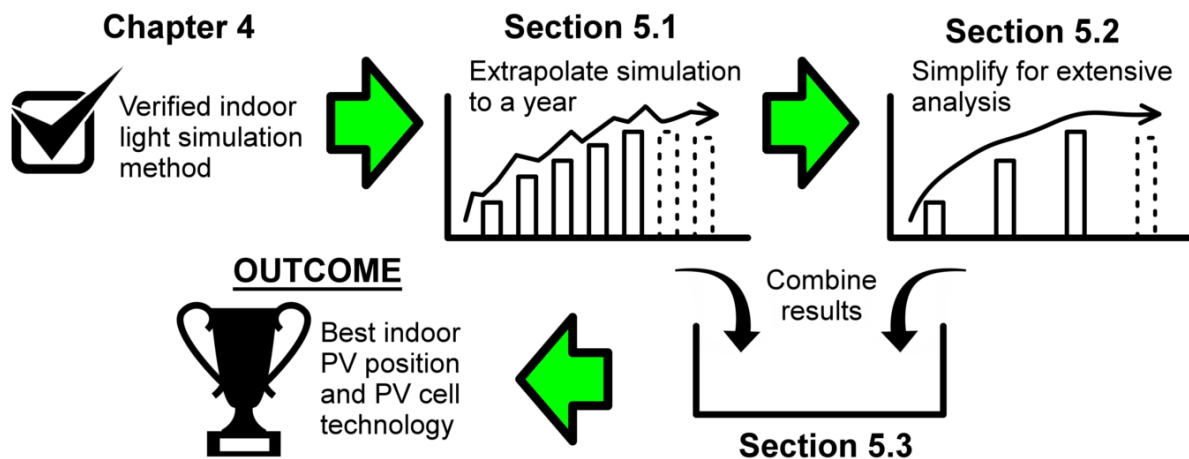 Chapter 4
Verified indoor
light simulation
method
Section 5.1
Extrapolate simulation
to a year
Section 5.2
Simplify for extensive
analysis
Combine
results
Section 5.3
OUTCOME
Best indoor
PV position
and PV cell
technology